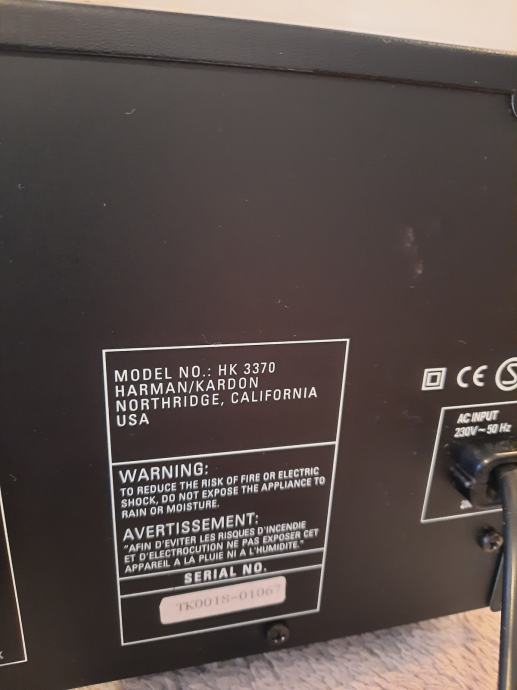 MODEL NO.: HK 3370
HARMAN/KARDON
NORTHRIDGE, CALIFORNIA
USA
WARNING:
TO REDUCE THE RISK OF FIRE OR ELECTRIC
SHOCK, DO NOT EXPOSE THE APPLIANCE TO
RAIN OR MOISTURE.
AVERTISSEMENT:
"AFIN D'EVITER LES RISQUES D'INCENDIE
ET D'ELECTROCUTION NE PAS EXPOSER CET
APPAREIL A LA PLUIE NI A L'HUMIDITE."
SERIAL NO.
TK0018-01067
CE
S
AC INPUT
230V~50 Hz